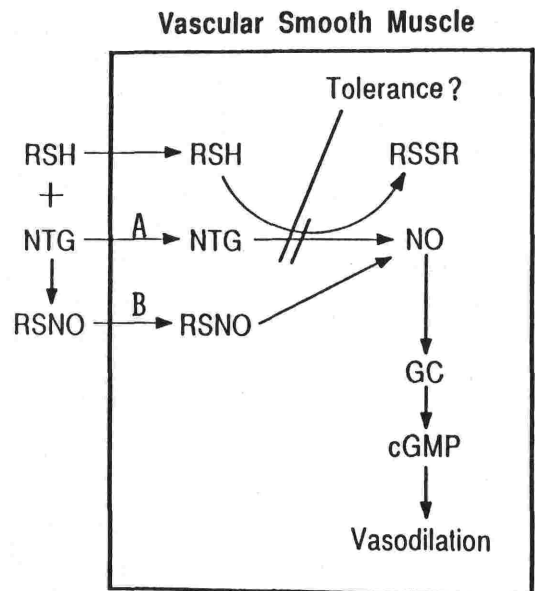 Vascular Smooth Muscle
Tolerance?
RSH RSH RSSR
+
NTG A NTG NO
RSNO B RSNO
GC
cGMP
Vasodilation